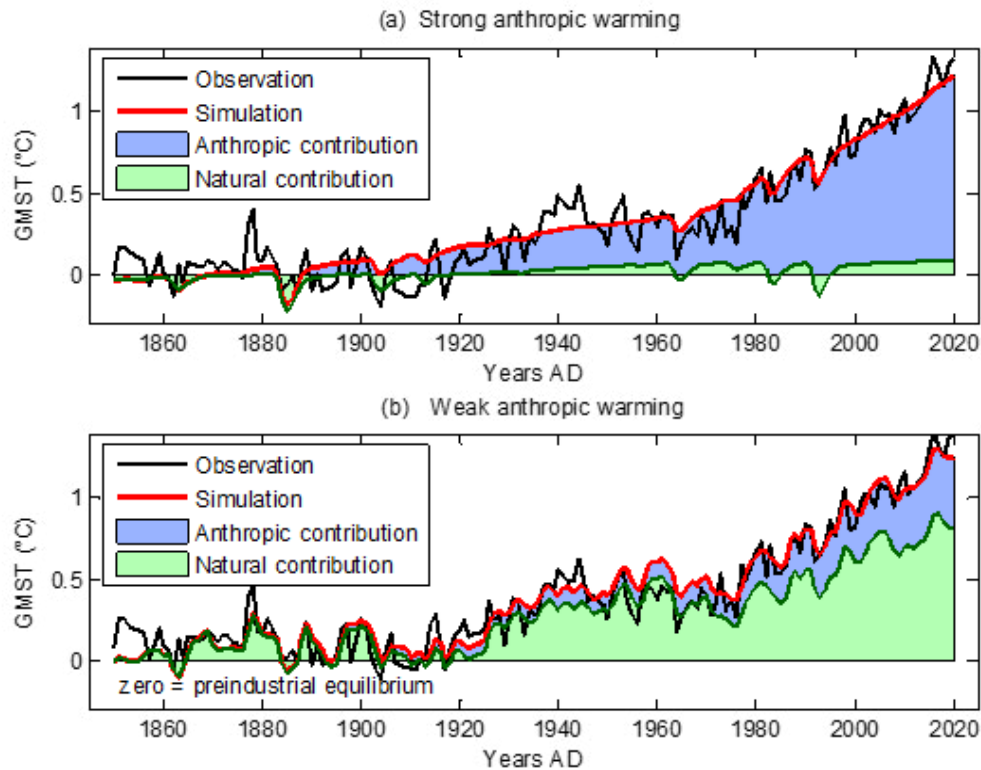 (a) Strong anthropic warming
Observation
Simulation
Anthropic contribution
Natural contribution
GMST (ºC)
1
0.5
0
1860 1880 1900 1920 1940 1960 1980 2000 2020
Years AD
(b) Weak anthropic warming
Observation
Simulation
Anthropic contribution
Natural contribution
GMST (ºC)
1
0.5
0
zero = preindustrial equilibrium
1860 1880 1900 1920 1940 1960 1980 2000 2020
Years AD